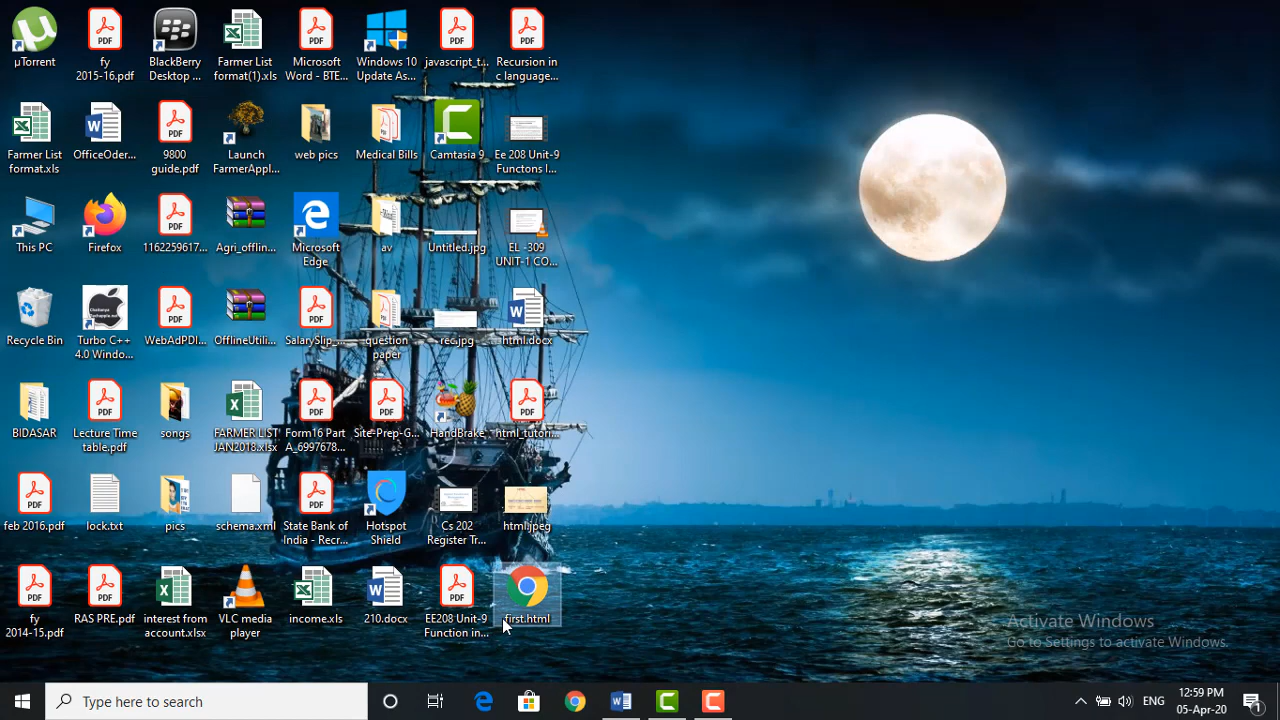 µTorrent
fy
2015-16.pdf
BlackBerry
Desktop ...
Farmer List
format(1).xls
Microsoft
Word - BTE...
Windows 10
Update As...
javascript_t...
Recursion in
c language...
Farmer List
format.xls
OfficeOder...
9800
guide.pdf
Launch
FarmerAppl...
web pics
Medical Bills
Camtasia 9
Ee 208 Unit-9
Functons I...
This PC
Firefox
1162259617...
Agri_offlin...
Microsoft
Edge
av
Untitled.jpg
EL -309
UNIT-1 CO...
Recycle Bin
Turbo C++
4.0 Windo...
WebAdPDI...
OfflineUtili...
SalarySlip_...
question
paper
rec.jpg
html.docx
BIDASAR
Lecture Time
table.pdf
songs
FARMER LIST
JAN2018.xlsx
Form16 Part
A_6997678...
Site-Prep-G...
HandBrake
html_tutori...
feb 2016.pdf
lock.txt
pics
schema.xml
State Bank of
India - Recr...
Hotspot
Shield
Cs 202
Register Tr...
html.jpeg
fy
2014-15.pdf
RAS PRE.pdf
interest from
account.xlsx
VLC media
player
income.xls
210.docx
EE208 Unit-9
Function in...
first.html
Activate Windows
Go to Settings to activate Windows.
Type here to search
ENG
12:59 PM
05-Apr-20
1